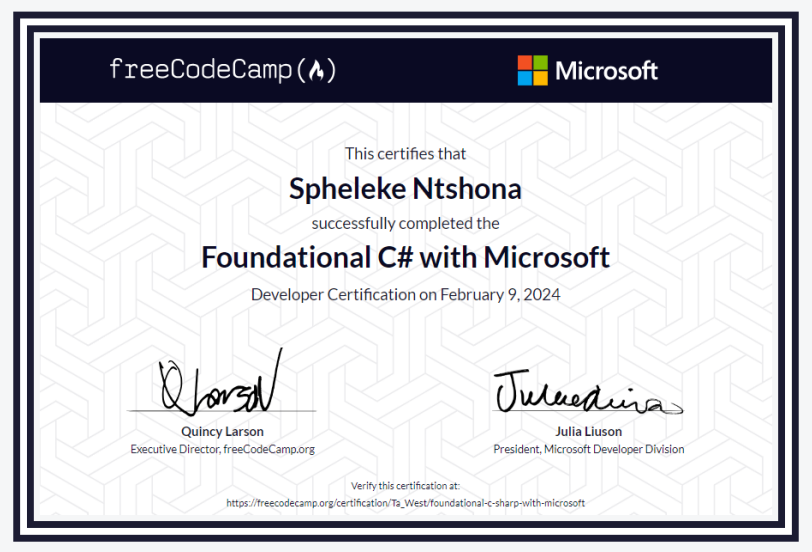 freeCodeCamp(🔥) Microsoft
This certifies that
Spheleke Ntshona
successfully completed the
Foundational C# with Microsoft
Developer Certification on February 9, 2024
Quincy Larson
Executive Director, freeCodeCamp.org
Julia Liuson
President, Microsoft Developer Division
Verify this certification at:
https://freecodecamp.org/certification/Ta_West/foundational-c-sharp-with-microsoft